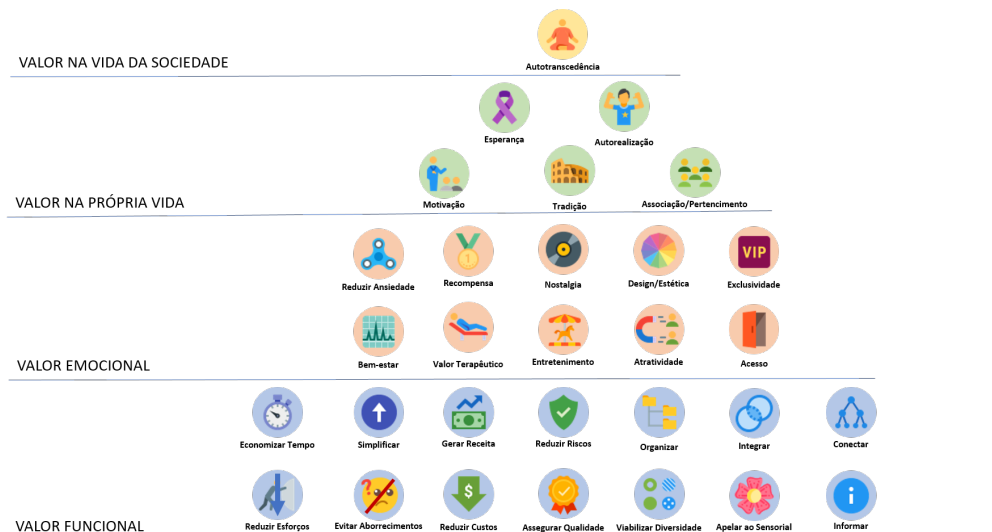 VALOR NA VIDA DA SOCIEDADE
Autotranscedência
Esperança
Autorealização
VALOR NA PRÓPRIA VIDA
Motivação
Tradição
Associação/Pertencimento
Reduzir Ansiedade
Recompensa
1
Nostalgia
Design/Estética
VIP
Exclusividade
VALOR EMOCIONAL
Bem-estar
Valor Terapêutico
Entretenimento
Atratividade
Acesso
Economizar Tempo
Simplificar
Gerar Receita
Reduzir Riscos
Organizar
Integrar
Conectar
VALOR FUNCIONAL
Reduzir Esforços
?
Evitar Aborrecimentos
$
Reduzir Custos
Assegurar Qualidade
Viabilizar Diversidade
Apelar ao Sensorial
i
Informar